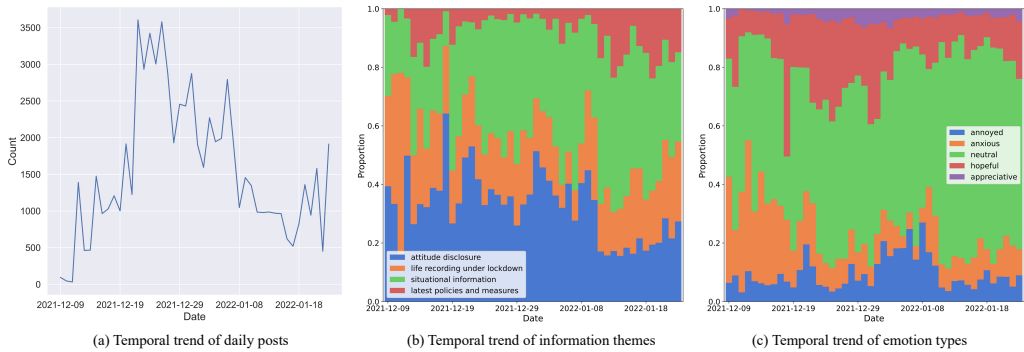 3500
3000
2500
2000
1500
1000
500
0
Count
2021-12-09 2021-12-19 2021-12-29 2022-01-08 2022-01-18
Date
(a) Temporal trend of daily posts
1.0
0.8
0.6
0.4
0.2
0.0
Proportion
attitude disclosure
life recording under lockdown
situational information
latest policies and measures
2021-12-09 2021-12-19 2021-12-29 2022-01-08 2022-01-18
Date
(b) Temporal trend of information themes
1.0
0.8
0.6
0.4
0.2
0.0
Proportion
annoyed
anxious
neutral
hopeful
appreciative
2021-12-09 2021-12-19 2021-12-29 2022-01-08 2022-01-18
Date
(c) Temporal trend of emotion types